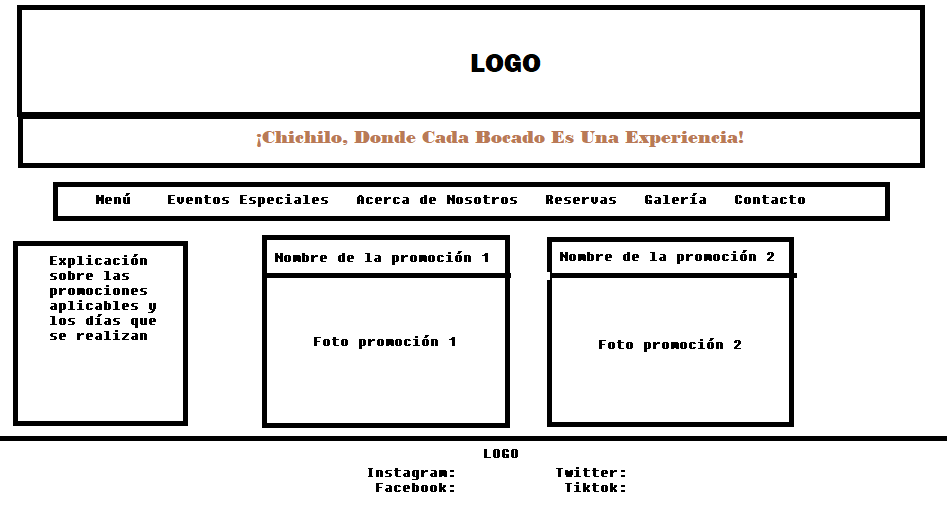 LOGO
¡Chichilo, Donde Cada Bocado Es Una Experiencia!
Menú Eventos Especiales Acerca de Nosotros Reservas Galería Contacto
Explicación
sobre las
promociones
aplicables y
los días que
se realizan
Nombre de la promoción 1
Foto promoción 1
Nombre de la promoción 2
Foto promoción 2
LOGO
Instagram: Twitter:
Facebook: Tiktok: